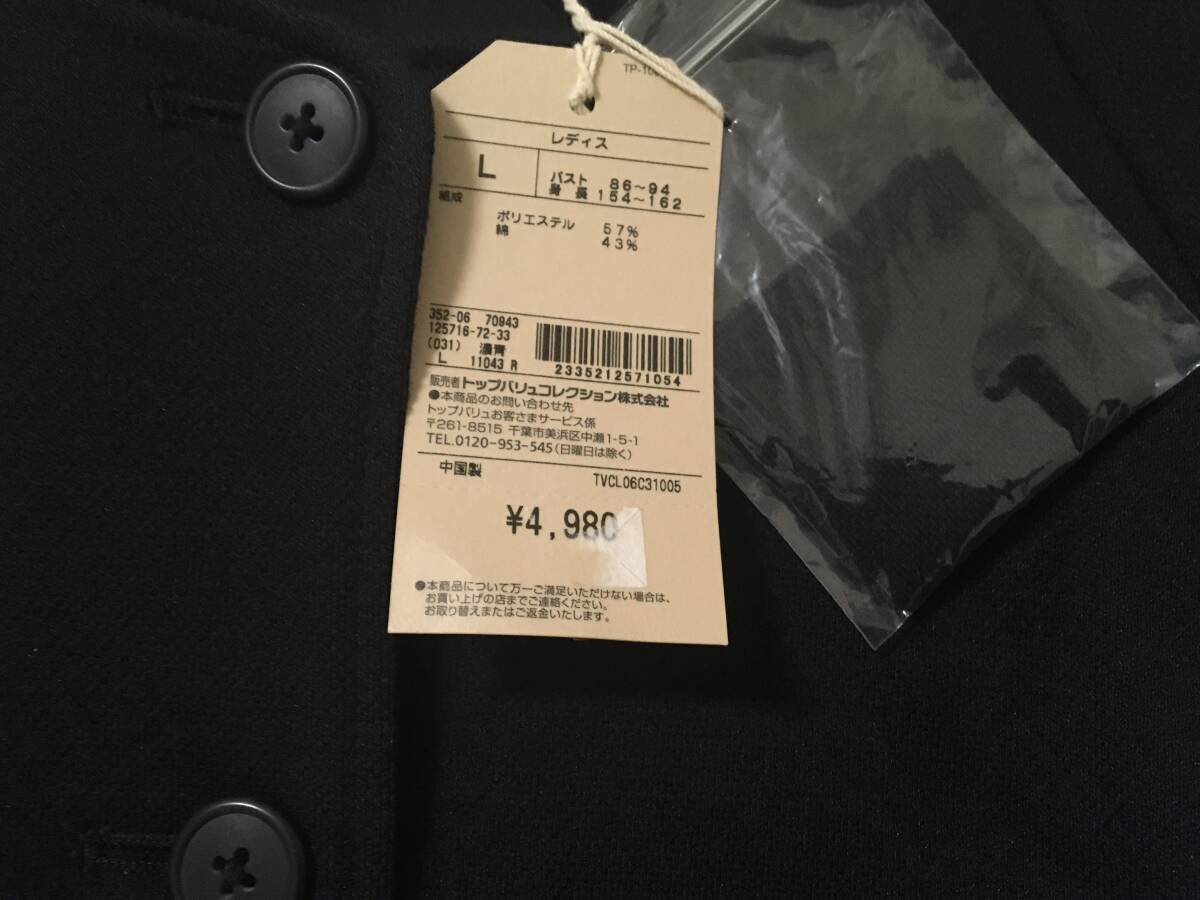 レディス
L
バスト 86~94
身長 154~162
組成
ポリエステル 57%
綿 43%
352-06 70943
125716-72-33
(031) 濃青
L 11043 R
2335212571054
販売者トップバリュコレクション株式会社
●本商品のお問い合わせ先
トップバリュお客さまサービス係
〒261-8515 千葉市美浜区中瀬1-5-1
TEL.0120-953-545(日曜日は除く)
中国製 TVCL06C31005
¥4,980
●本商品について万一ご満足いただけない場合は、
お買い上げの店までご連絡ください。
お取り替えまたはご返金いたします。